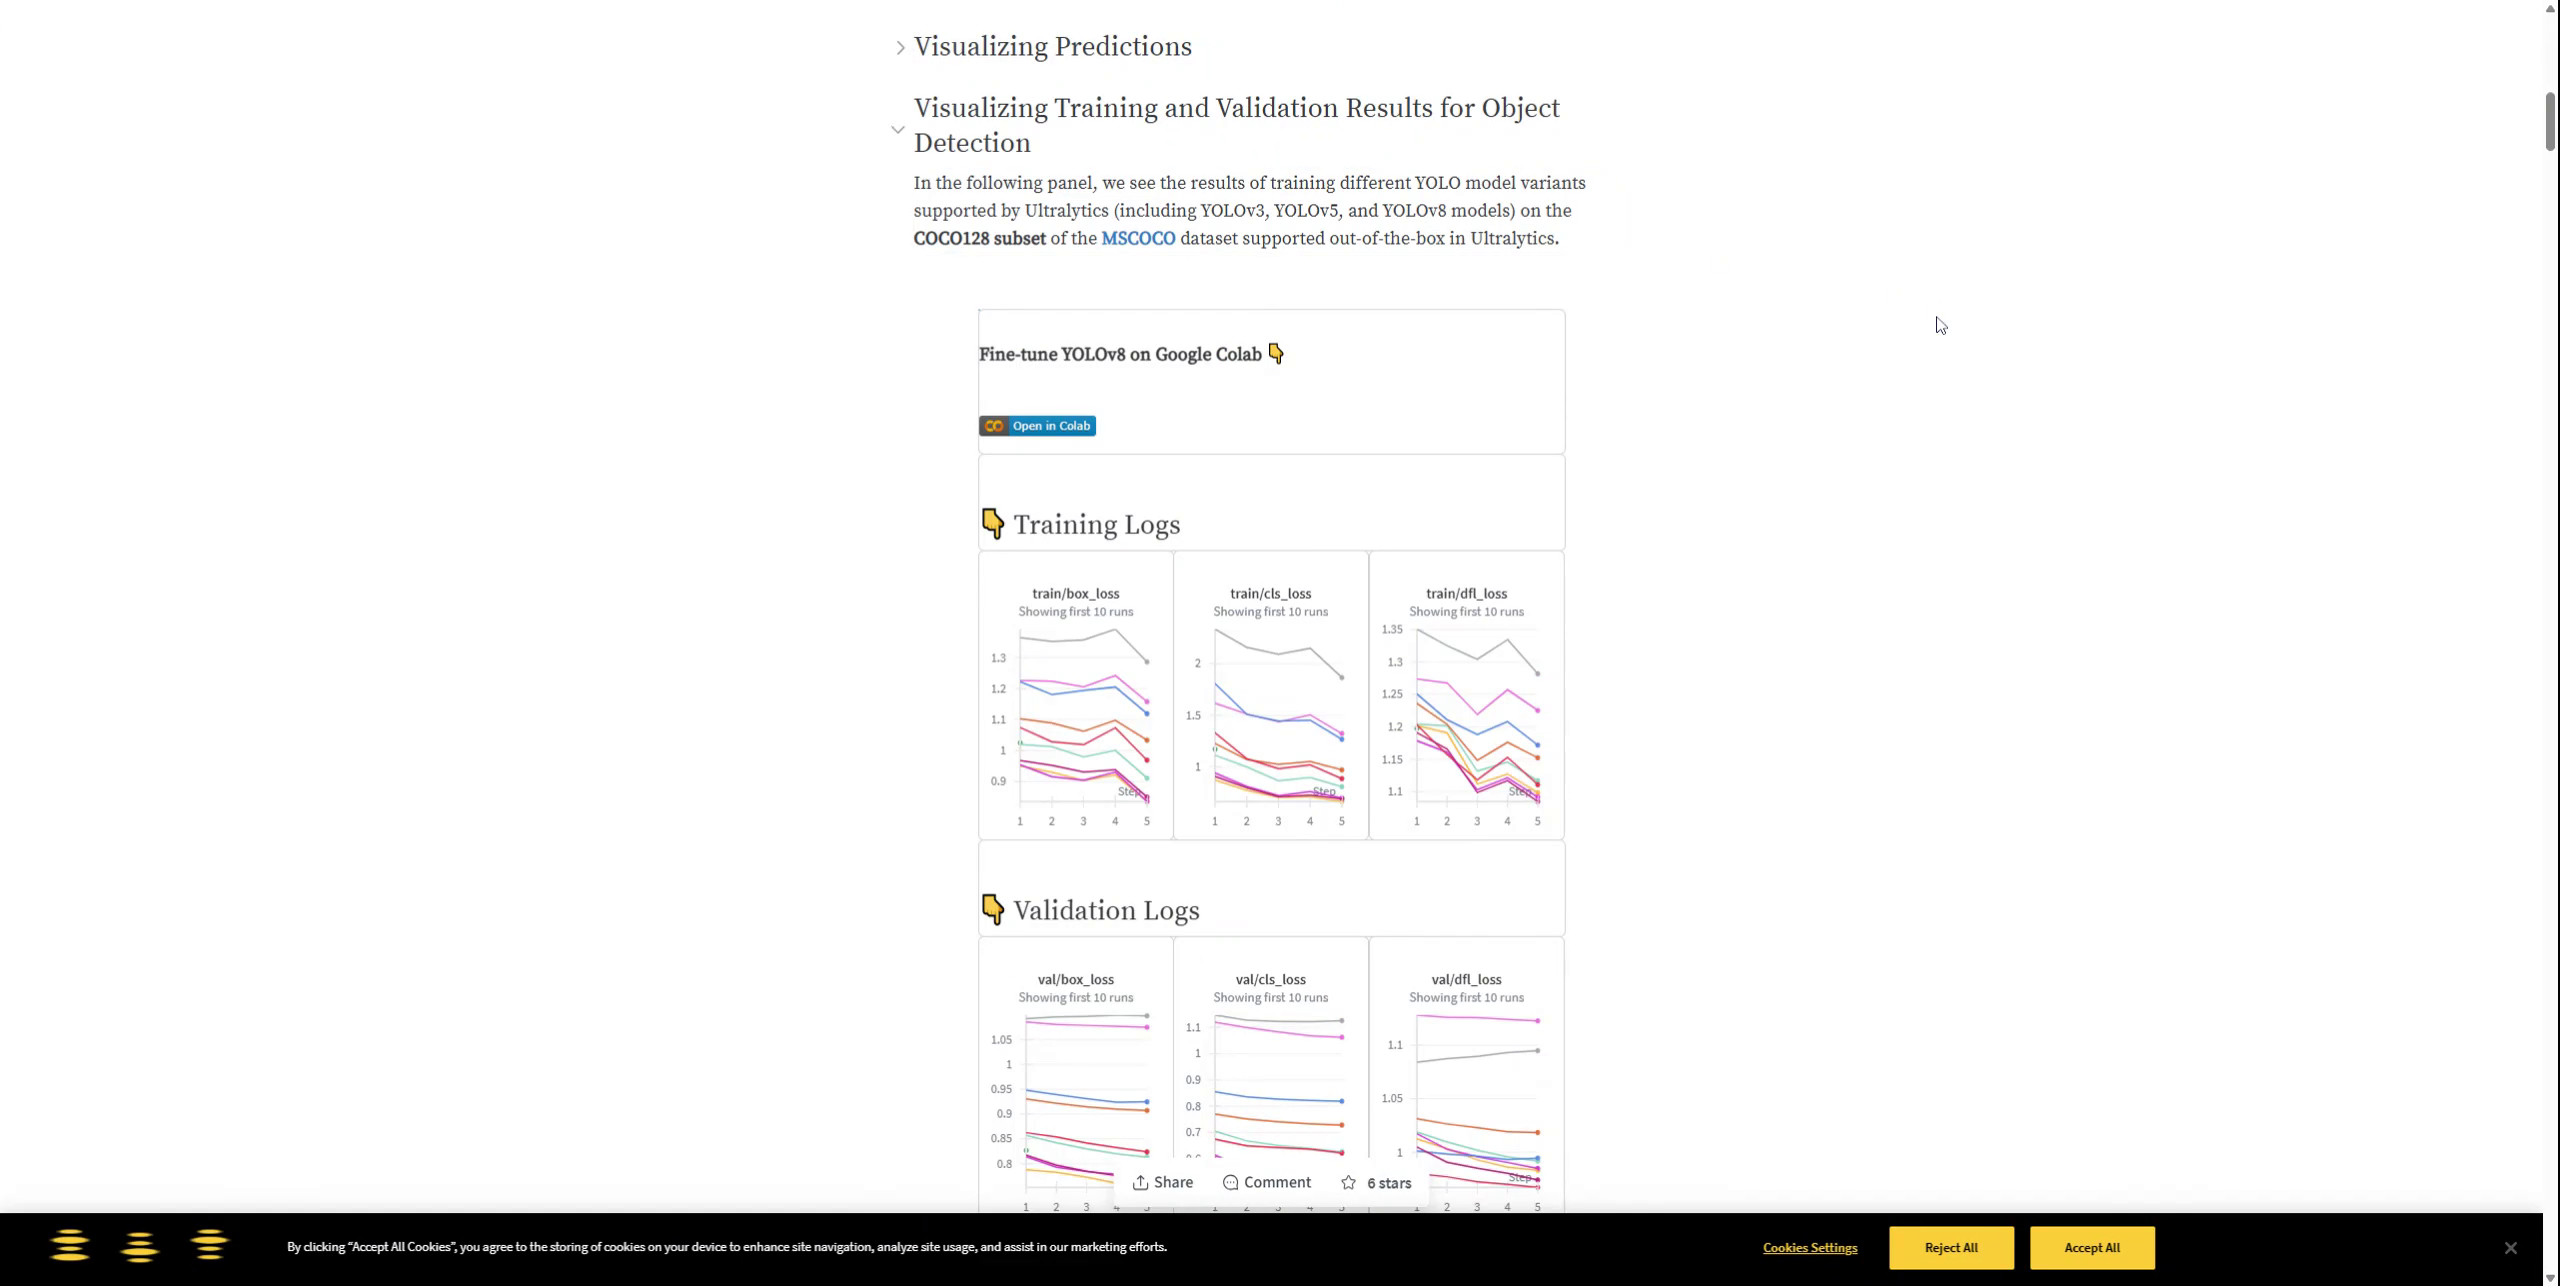 Visualizing Predictions
Visualizing Training and Validation Results for Object
Detection
In the following panel, we see the results of training different YOLO model variants
supported by Ultralytics (including YOLOv3, YOLOv5, and YOLOv8 models) on the
COCO128 subset of the MSCOCO dataset supported out-of-the-box in Ultralytics.
Fine-tune YOLOv8 on Google Colab 👇
Open in Colab
👇 Training Logs
train/box_loss
Showing first 10 runs
1.3
1.2
1.1
1
0.9
Step
1 2 3 4 5
train/cls_loss
Showing first 10 runs
2
1.5
1
Step
1 2 3 4 5
train/dfl_loss
Showing first 10 runs
1.35
1.3
1.25
1.2
1.15
1.1
Step
1 2 3 4 5
👇 Validation Logs
val/box_loss
Showing first 10 runs
1.05
1
0.95
0.9
0.85
0.8
1 2 3
val/cls_loss
Showing first 10 runs
1.1
1
0.9
0.8
0.7
val/dfl_loss
Showing first 10 runs
1.1
1.05
1
Step
2 3 4 5
Share Comment 6 stars
By clicking “Accept All Cookies”, you agree to the storing of cookies on your device to enhance site navigation, analyze site usage, and assist in our marketing efforts.
Cookies Settings
Reject All
Accept All